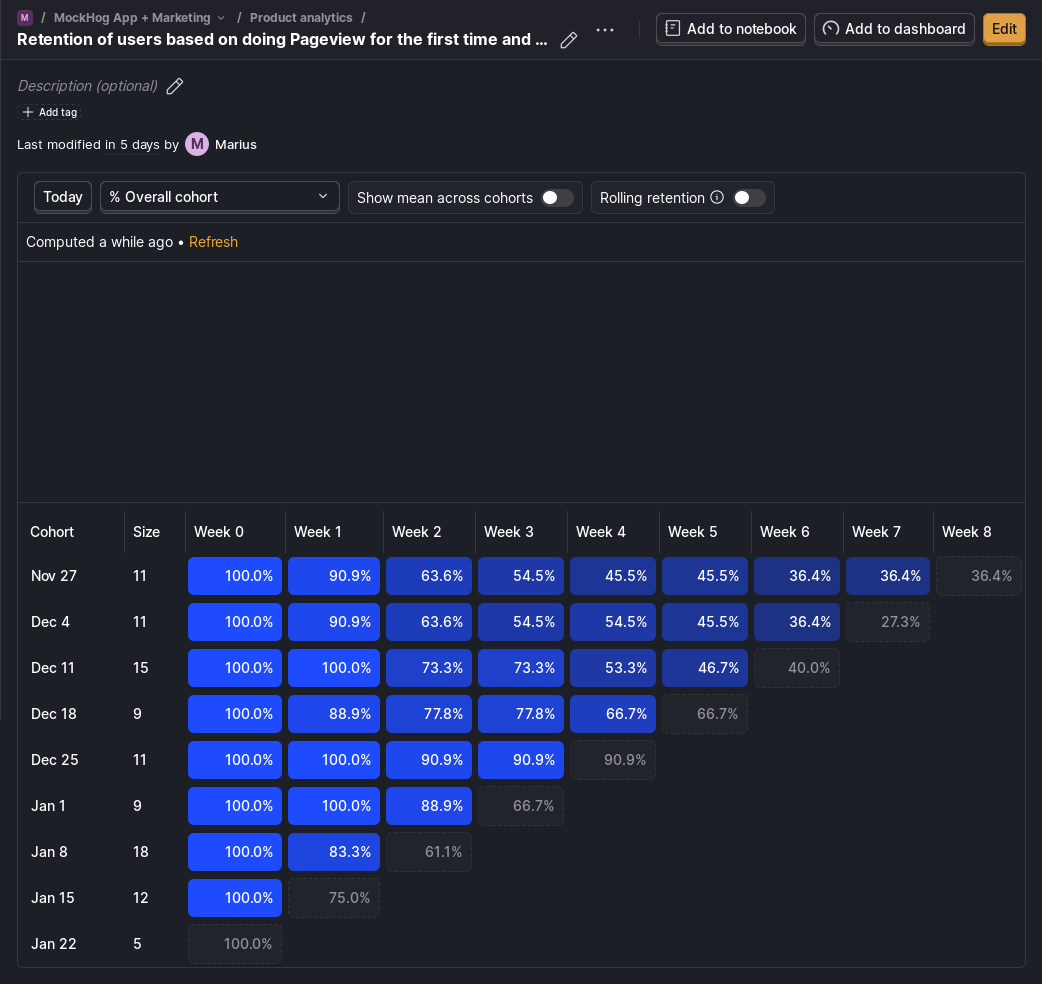 M / MockHog App + Marketing / Product analytics /
Retention of users based on doing Pageview for the first time and ...
Add to notebook
Add to dashboard
Edit
Description (optional)
Add tag
Last modified in 5 days by M Marius
Today
% Overall cohort
Show mean across cohorts
Rolling retention
Computed a while ago • Refresh
Cohort Size Week 0 Week 1 Week 2 Week 3 Week 4 Week 5 Week 6 Week 7 Week 8
Nov 27 11 100.0% 90.9% 63.6% 54.5% 45.5% 45.5% 36.4% 36.4% 36.4%
Dec 4 11 100.0% 90.9% 63.6% 54.5% 54.5% 45.5% 36.4% 27.3%
Dec 11 15 100.0% 100.0% 73.3% 73.3% 53.3% 46.7% 40.0%
Dec 18 9 100.0% 88.9% 77.8% 77.8% 66.7% 66.7%
Dec 25 11 100.0% 100.0% 90.9% 90.9% 90.9%
Jan 1 9 100.0% 100.0% 88.9% 66.7%
Jan 8 18 100.0% 83.3% 61.1%
Jan 15 12 100.0% 75.0%
Jan 22 5 100.0%